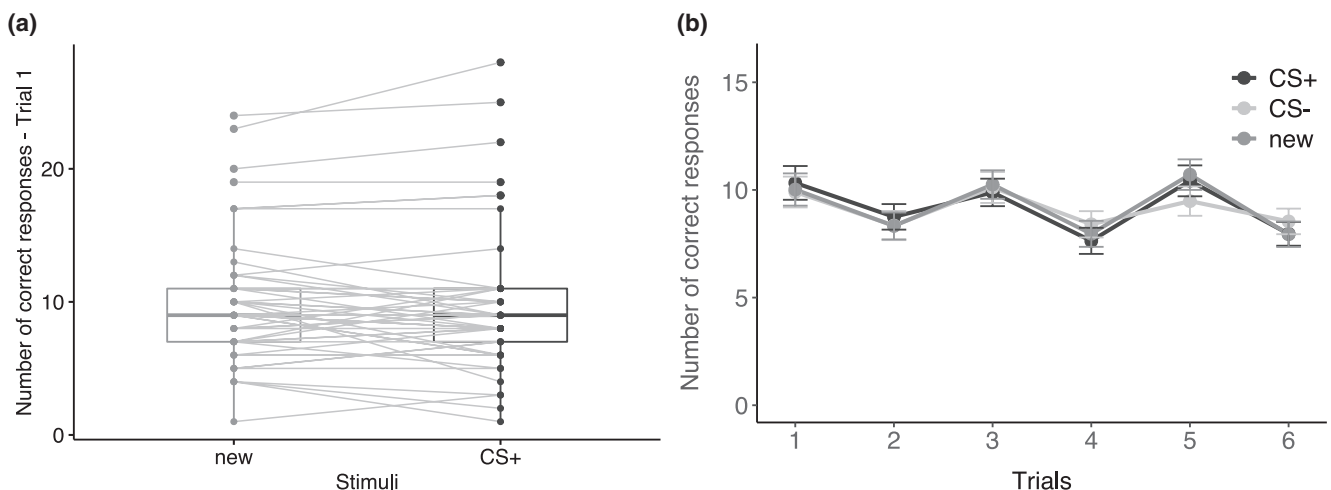 (a)
Number of correct responses - Trial 1
20
10
0
new
CS+
Stimuli
(b)
Number of correct responses
15
10
5
0
CS+
CS-
new
1 2 3 4 5 6
Trials